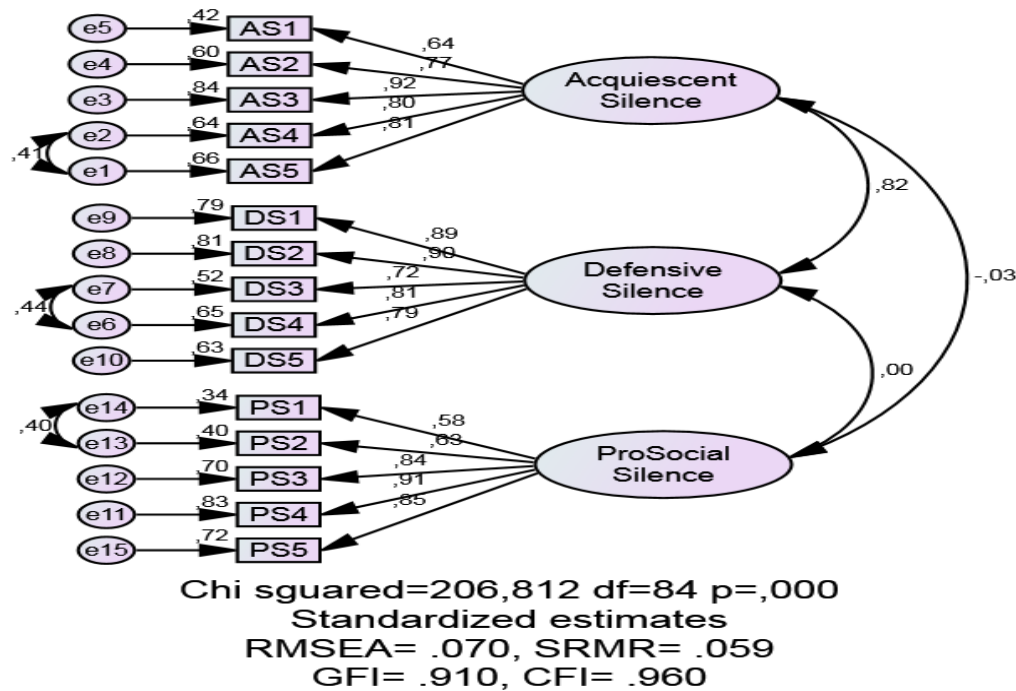 e5 ,42 AS1 ,64
e4 ,60 AS2 ,77
e3 ,84 AS3 ,92
e2 ,64 AS4 ,80
e1 ,66 AS5 ,81
,41
Acquiescent
Silence
,82
-,03
e9 ,79 DS1 ,89
e8 ,81 DS2 ,90
e7 ,52 DS3 ,72
e6 ,65 DS4 ,81
e10 ,63 DS5 ,79
,44
Defensive
Silence
,00
e14 ,34 PS1 ,58
e13 ,40 PS2 ,63
e12 ,70 PS3 ,84
e11 ,83 PS4 ,91
e15 ,72 PS5 ,85
,40
ProSocial
Silence
Chi sguared=206,812 df=84 p=,000
Standardized estimates
RMSEA= .070, SRMR= .059
GFI= .910, CFI= .960